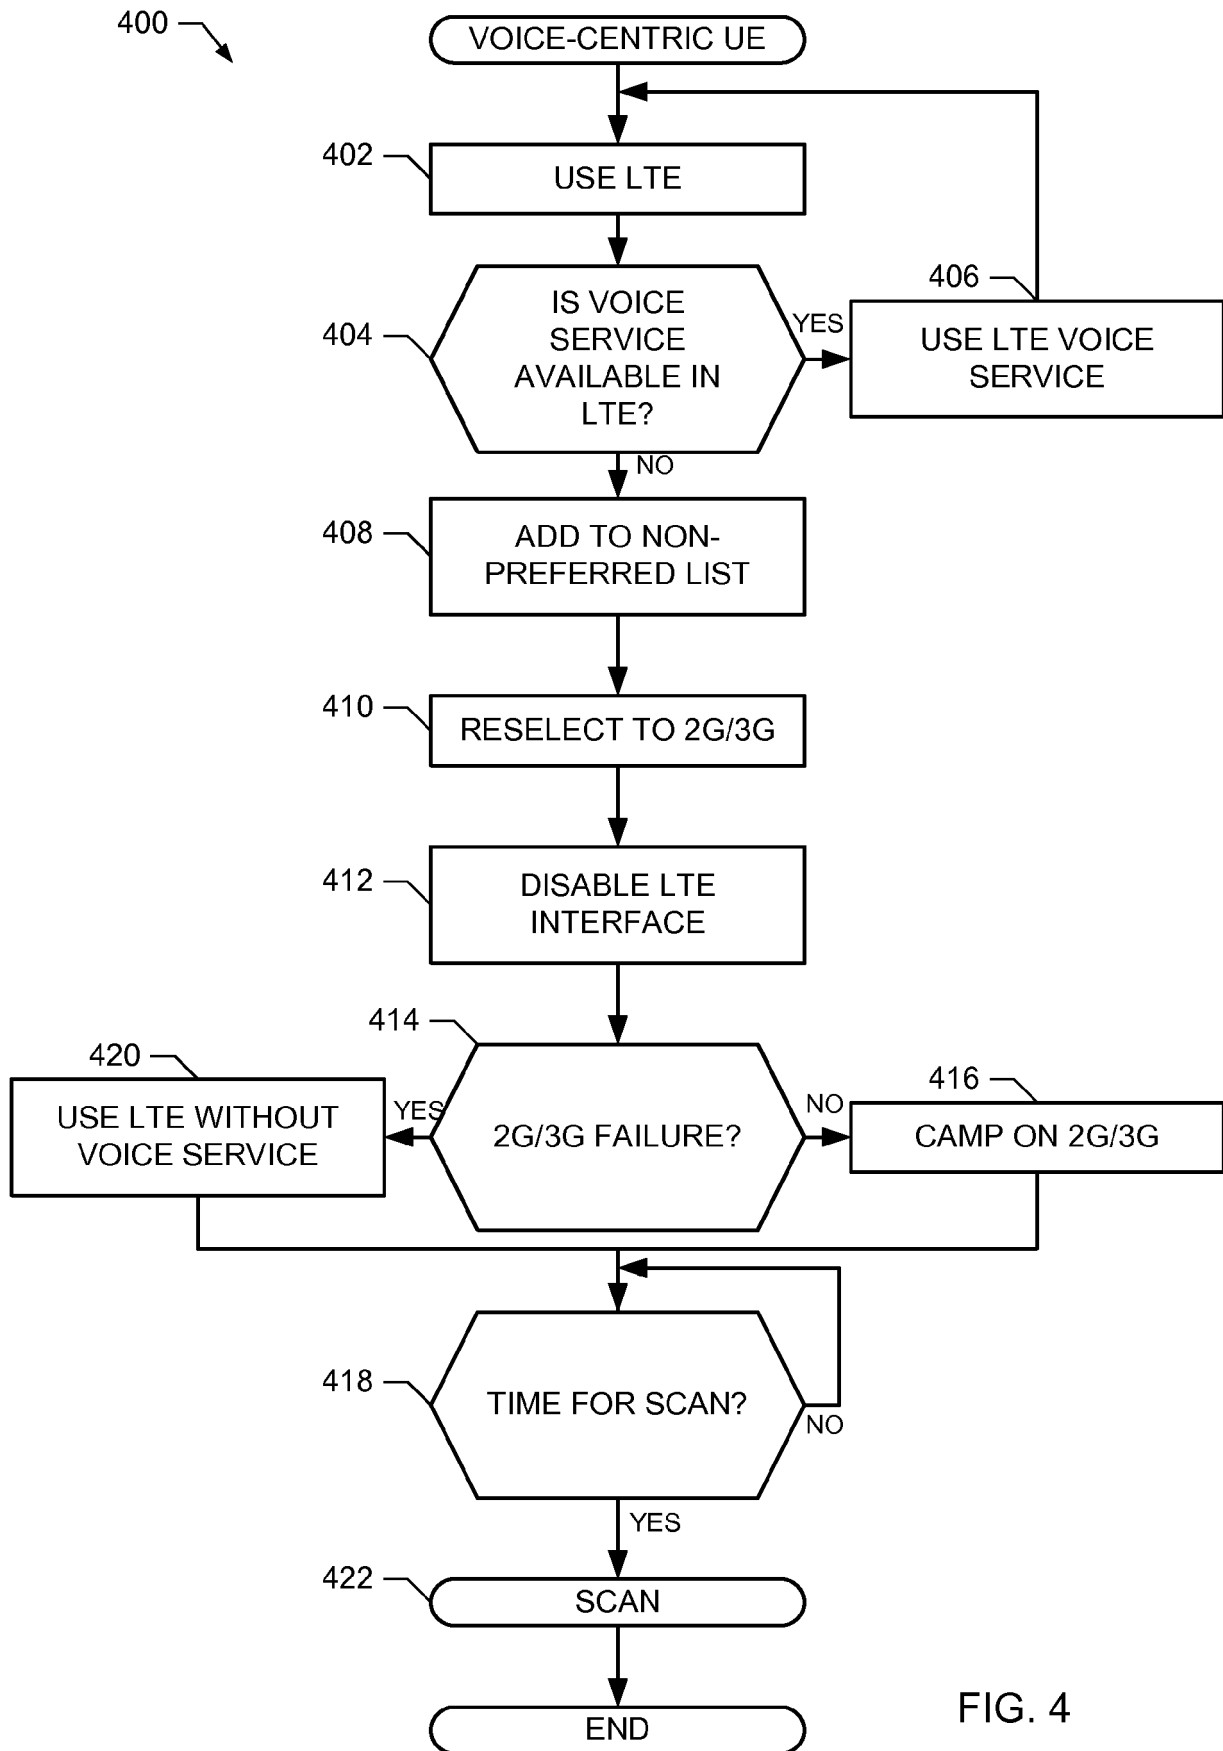 400
VOICE-CENTRIC UE
402
USE LTE
404
IS VOICE
SERVICE
AVAILABLE IN
LTE?
YES
406
USE LTE VOICE
SERVICE
NO
408
ADD TO NON-
PREFERRED LIST
410
RESELECT TO 2G/3G
412
DISABLE LTE
INTERFACE
414
2G/3G FAILURE?
420
YES
USE LTE WITHOUT
VOICE SERVICE
NO
416
CAMP ON 2G/3G
418
TIME FOR SCAN?
NO
YES
422
SCAN
END
FIG. 4